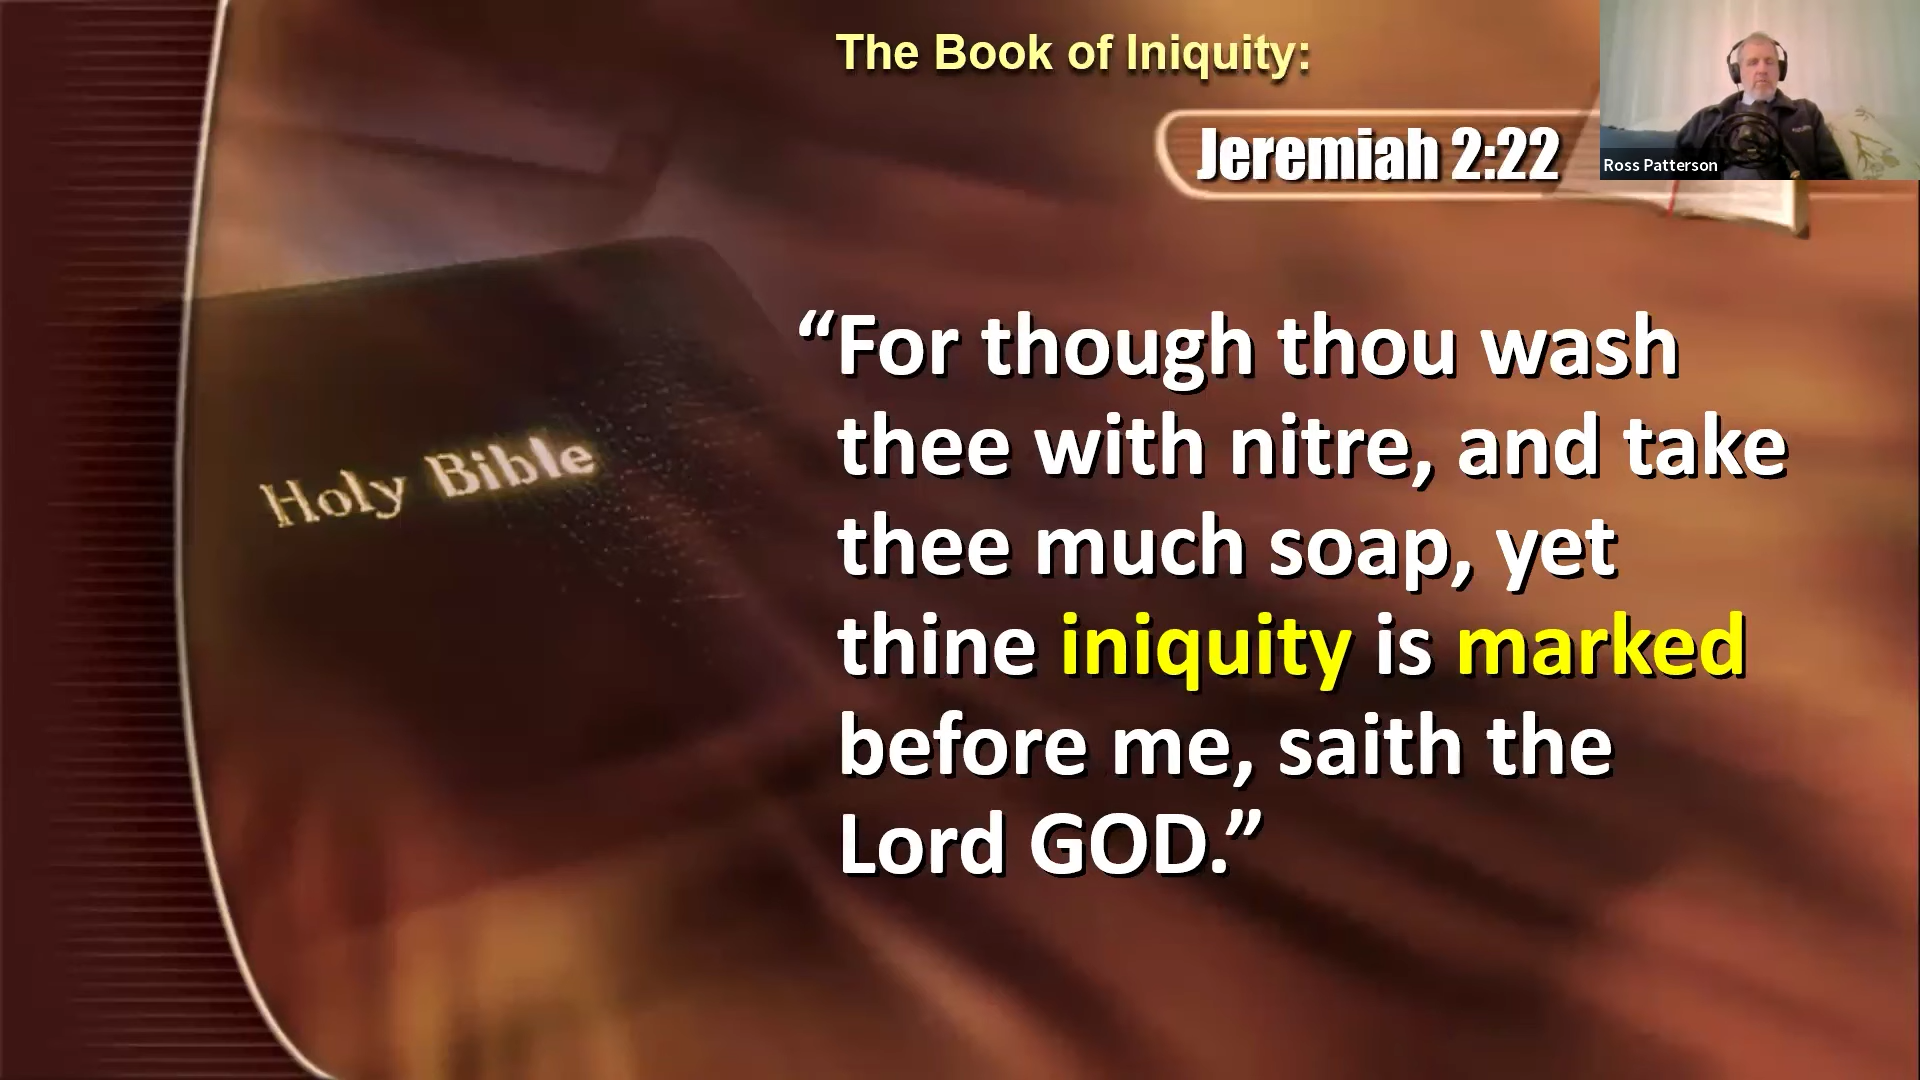 The Book of Iniquity:
Jeremiah 2:22
Ross Patterson
“For though thou wash
thee with nitre, and take
thee much soap, yet
thine iniquity is marked
before me, saith the
Lord GOD.”
Holy Bible